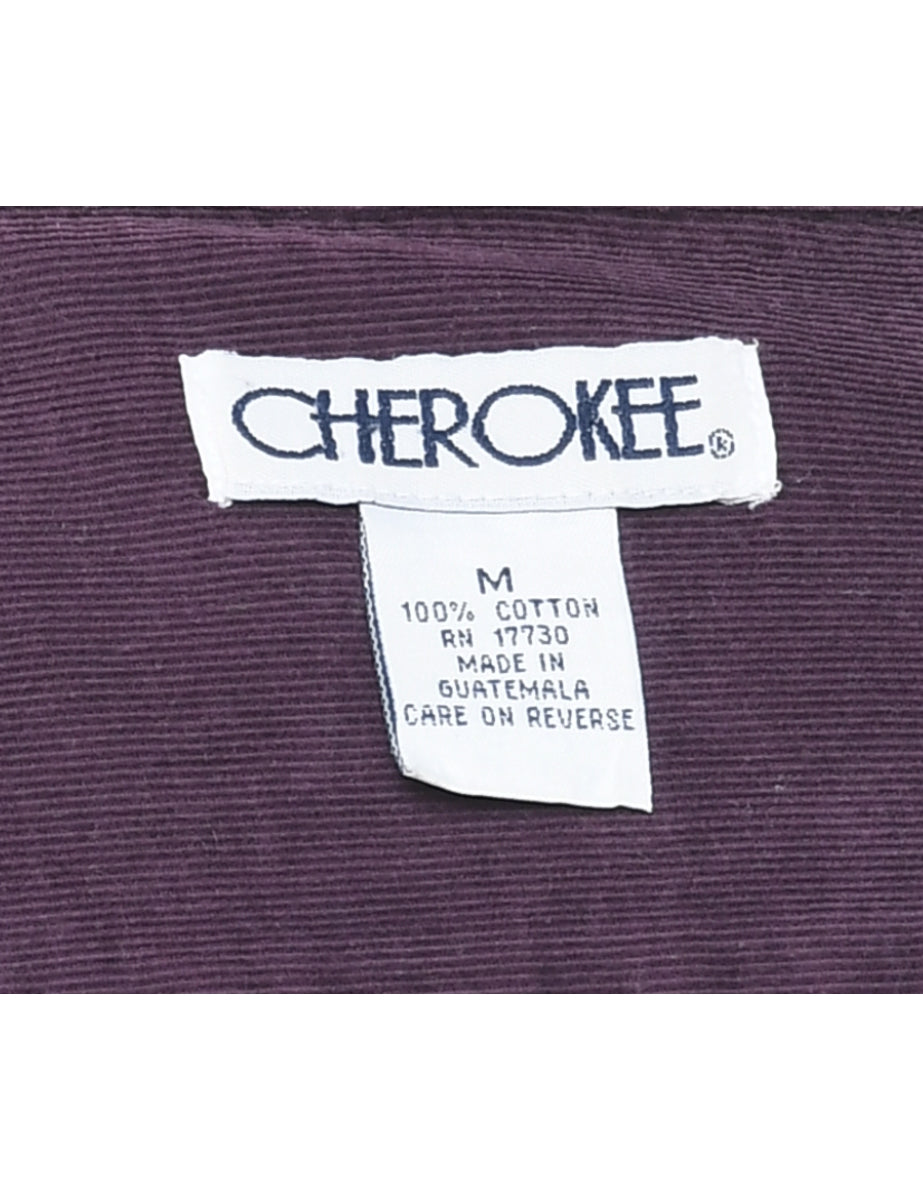 CHEROKEE®
M
100% COTTON
RN 17730
MADE IN
GUATEMALA
CARE ON REVERSE